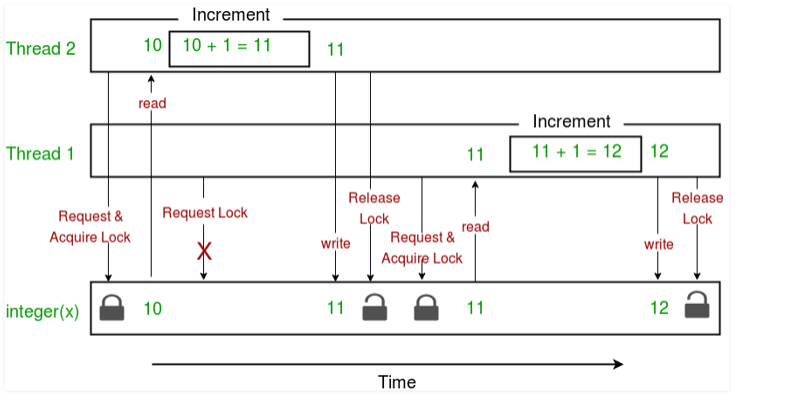 Increment
Thread 2
10
10 + 1 = 11
11
read
Increment
Thread 1
11
11 + 1 = 12
12
Request &
Acquire Lock
Request Lock
X
write
Release
Lock
Request &
Acquire Lock
read
write
Release
Lock
integer(x)
10
11
11
12
Time